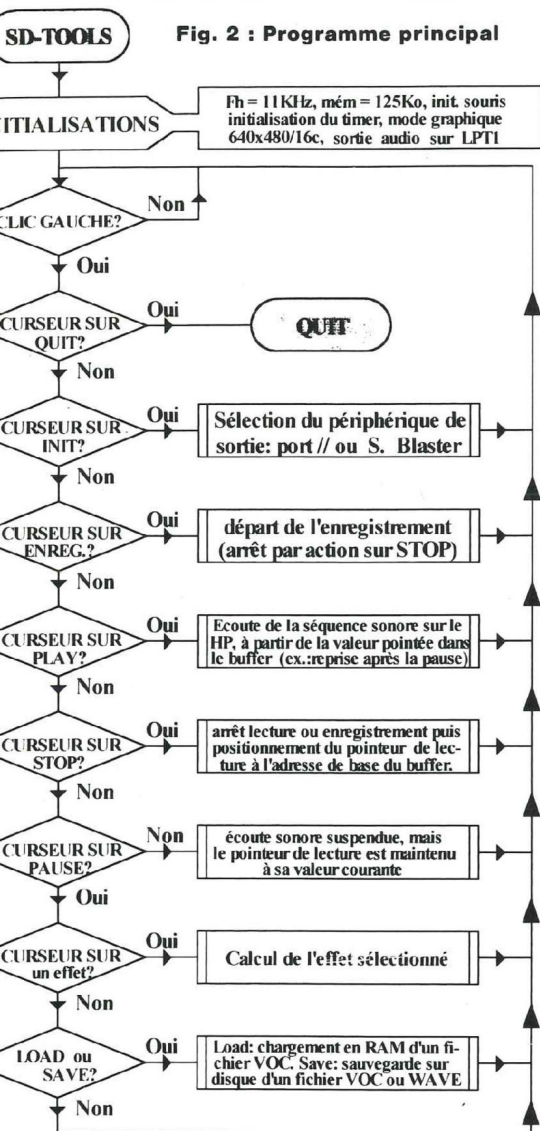 SD-TOOLS
Fig. 2 : Programme principal
ITIALISATIONS
Fh = 11KHz, mém = 125Ko, init. souris
initialisation du timer, mode graphique
640x480/16c, sortie audio sur LPT1
CLIC GAUCHE?
Non
Oui
CURSEUR SUR
QUIT?
Oui
QUIT
Non
CURSEUR SUR
INIT?
Oui
Sélection du périphérique de
sortie: port // ou S. Blaster
Non
CURSEUR SUR
ENREG.?
Oui
départ de l'enregistrement
(arrêt par action sur STOP)
Non
CURSEUR SUR
PLAY?
Oui
Ecoute de la séquence sonore sur le
HP, à partir de la valeur pointée dans
le buffer (ex.:reprise après la pause)
Non
CURSEUR SUR
STOP?
Oui
arrêt lecture ou enregistrement puis
positionnement du pointeur de lec-
ture à l'adresse de base du buffer.
Non
CURSEUR SUR
PAUSE?
Non
écoute sonore suspendue, mais
le pointeur de lecture est maintenu
à sa valeur courante
Oui
CURSEUR SUR
un effet?
Oui
Calcul de l'effet sélectionné
Non
LOAD ou
SAVE?
Oui
Load: chargement en RAM d'un fi-
chier VOC. Save: sauvegarde sur
disque d'un fichier VOC ou WAVE
Non